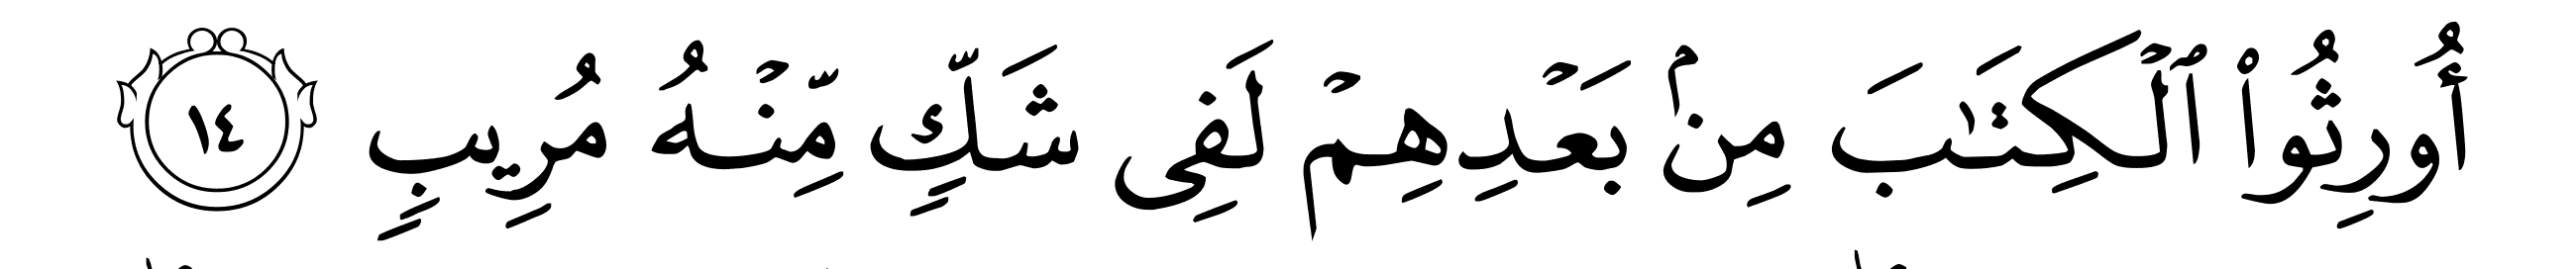 أُورِثُوا۟ ٱلْكِتَـٰبَ مِنۢ بَعْدِهِمْ لَفِى شَكٍّ مِّنْهُ مُرِيبٍ ١٤